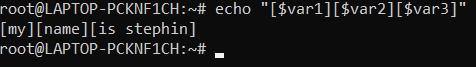 root@LAPTOP-PCKNF1CH:~# echo "[$var1][$var2][$var3]"
[my][name][is stephin]
root@LAPTOP-PCKNF1CH:~#